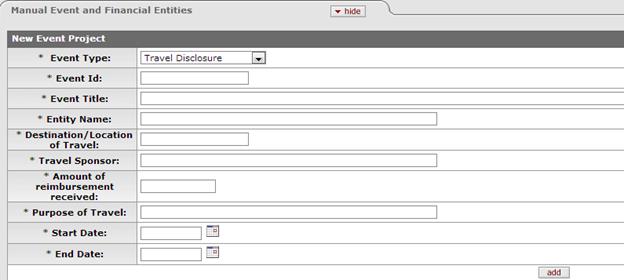 Manual Event and Financial Entities
hide
New Event Project
* Event Type: Travel Disclosure
* Event Id:
* Event Title:
* Entity Name:
* Destination/Location
of Travel:
* Travel Sponsor:
* Amount of
reimbursement
received:
* Purpose of Travel:
* Start Date:
* End Date:
add